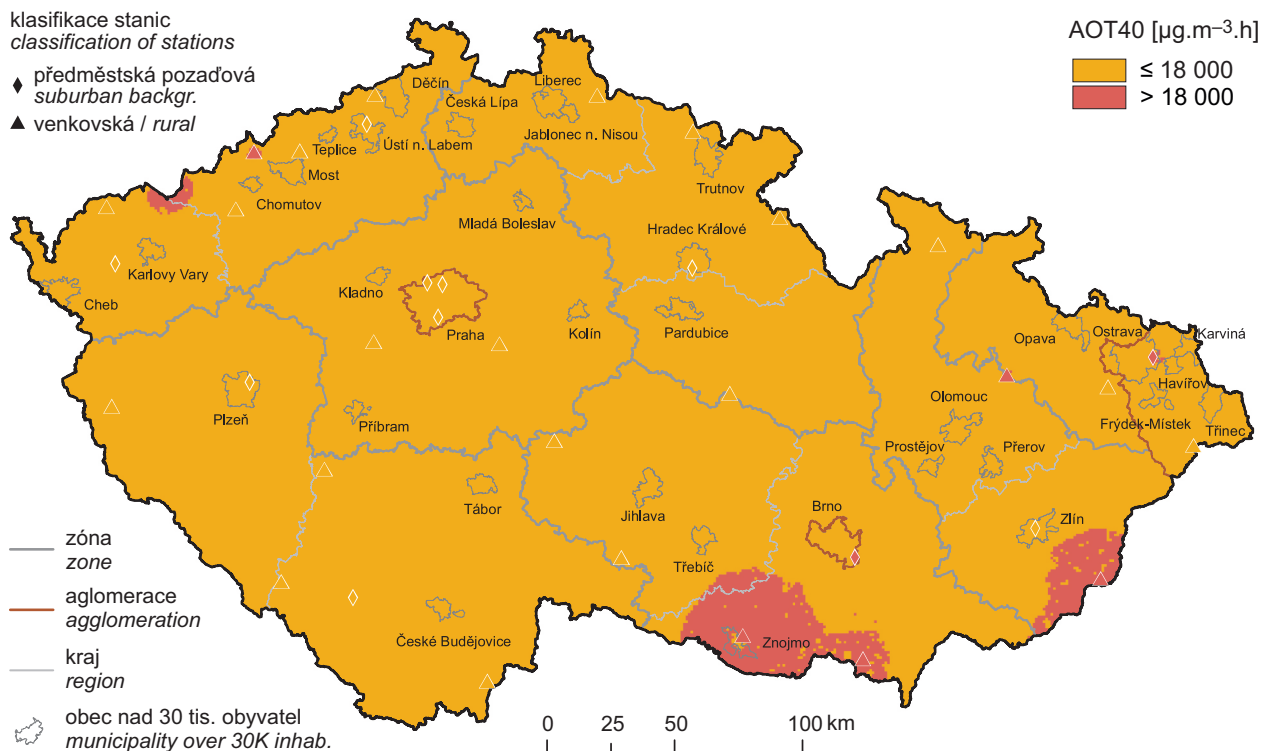 klasifikace stanic
classification of stations
předměstská pozaďová
suburban backgr.
venkovská / rural
AOT40 [µg.m–³.h]
≤ 18 000
> 18 000
Děčín
Liberec
Česká Lípa
Jablonec n. Nisou
Ústí n. Labem
Teplice
Most
Chomutov
Trutnov
Mladá Boleslav
Hradec Králové
Karlovy Vary
Cheb
Kladno
Praha
Kolín
Pardubice
Opava
Ostrava
Karviná
Havířov
Olomouc
Frýdek-Místek
Třinec
Plzeň
Příbram
Prostějov
Přerov
Tábor
Jihlava
Brno
Zlín
Třebíč
České Budějovice
Znojmo
zóna
zone
aglomerace
agglomeration
kraj
region
obec nad 30 tis. obyvatel
municipality over 30K inhab.
0 25 50 100 km